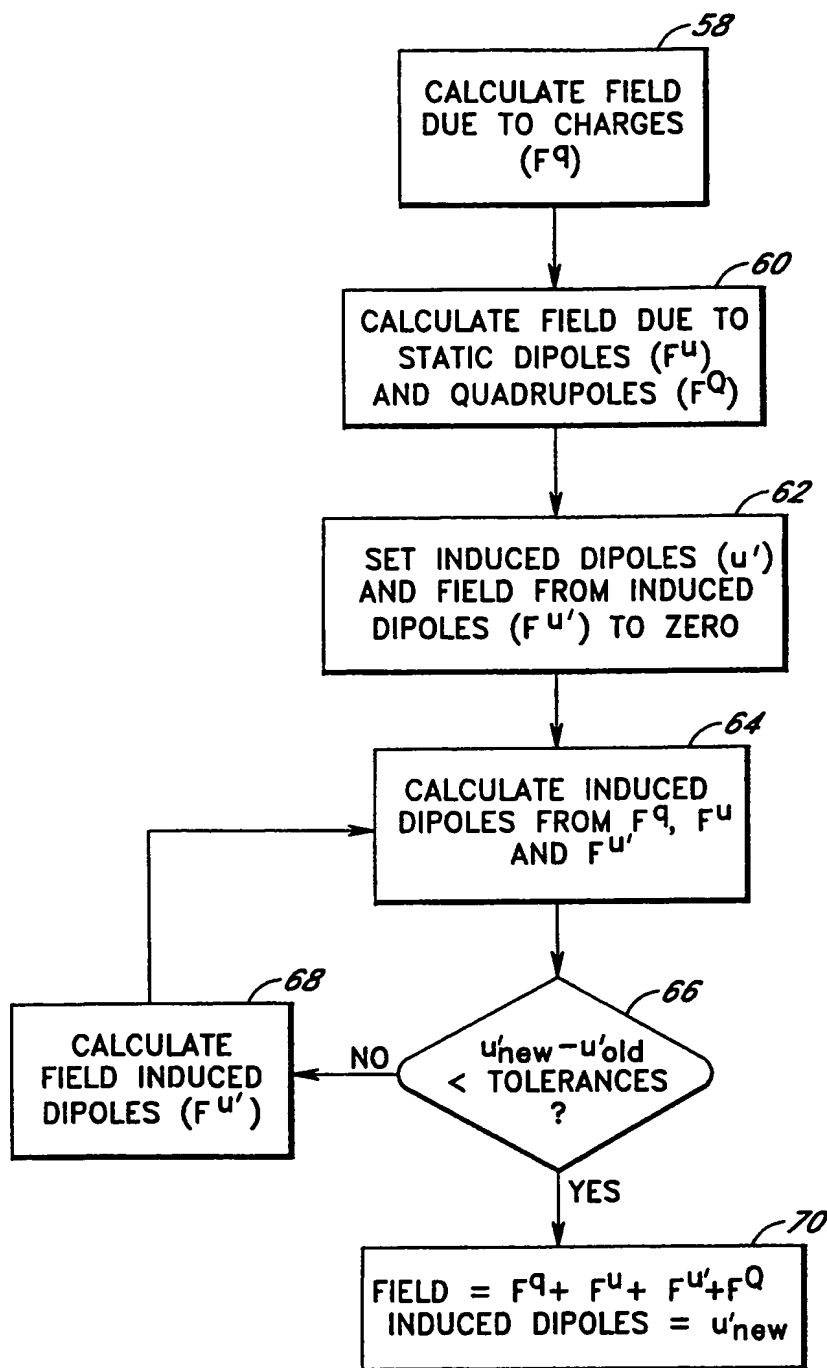 58
CALCULATE FIELD
DUE TO CHARGES
(F^q)
60
CALCULATE FIELD DUE TO
STATIC DIPOLES (F^u)
AND QUADRUPOLES (F^Q)
62
SET INDUCED DIPOLES (u')
AND FIELD FROM INDUCED
DIPOLES (F^u') TO ZERO
64
CALCULATE INDUCED
DIPOLES FROM F^q, F^u
AND F^u'
66
u'new-u'old
< TOLERANCES
?
NO
68
CALCULATE
FIELD INDUCED
DIPOLES (F^u')
YES
70
FIELD = F^q+ F^u+ F^u'+F^Q
INDUCED DIPOLES = u'new